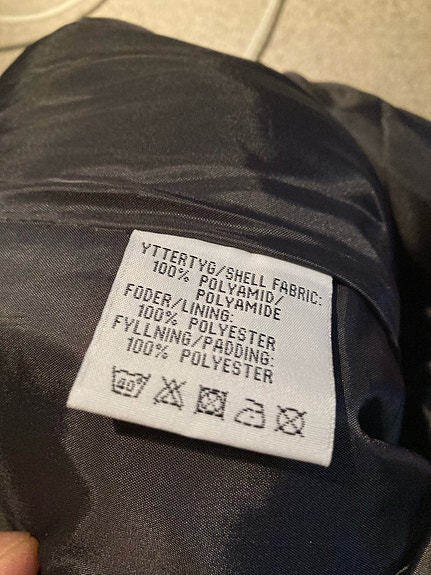 YTTERTYG/SHELL FABRIC:
100% POLYAMID/
POLYAMIDE
FODER/LINING:
100% POLYESTER
FYLLNING/PADDING:
100% POLYESTER
40°